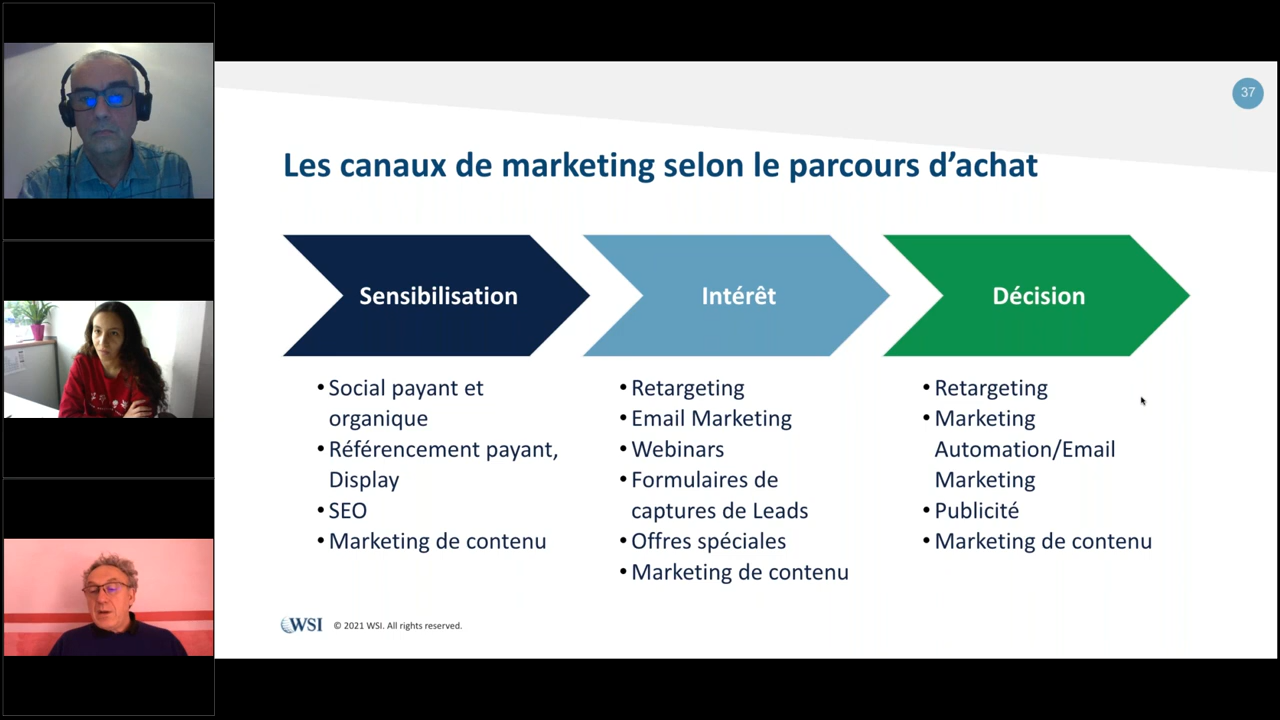 37
Les canaux de marketing selon le parcours d’achat
Sensibilisation
Intérêt
Décision
• Social payant et
organique
• Référencement payant,
Display
• SEO
• Marketing de contenu
• Retargeting
• Email Marketing
• Webinars
• Formulaires de
captures de Leads
• Offres spéciales
• Marketing de contenu
• Retargeting
• Marketing
Automation/Email
Marketing
• Publicité
• Marketing de contenu
WSI © 2021 WSI. All rights reserved.